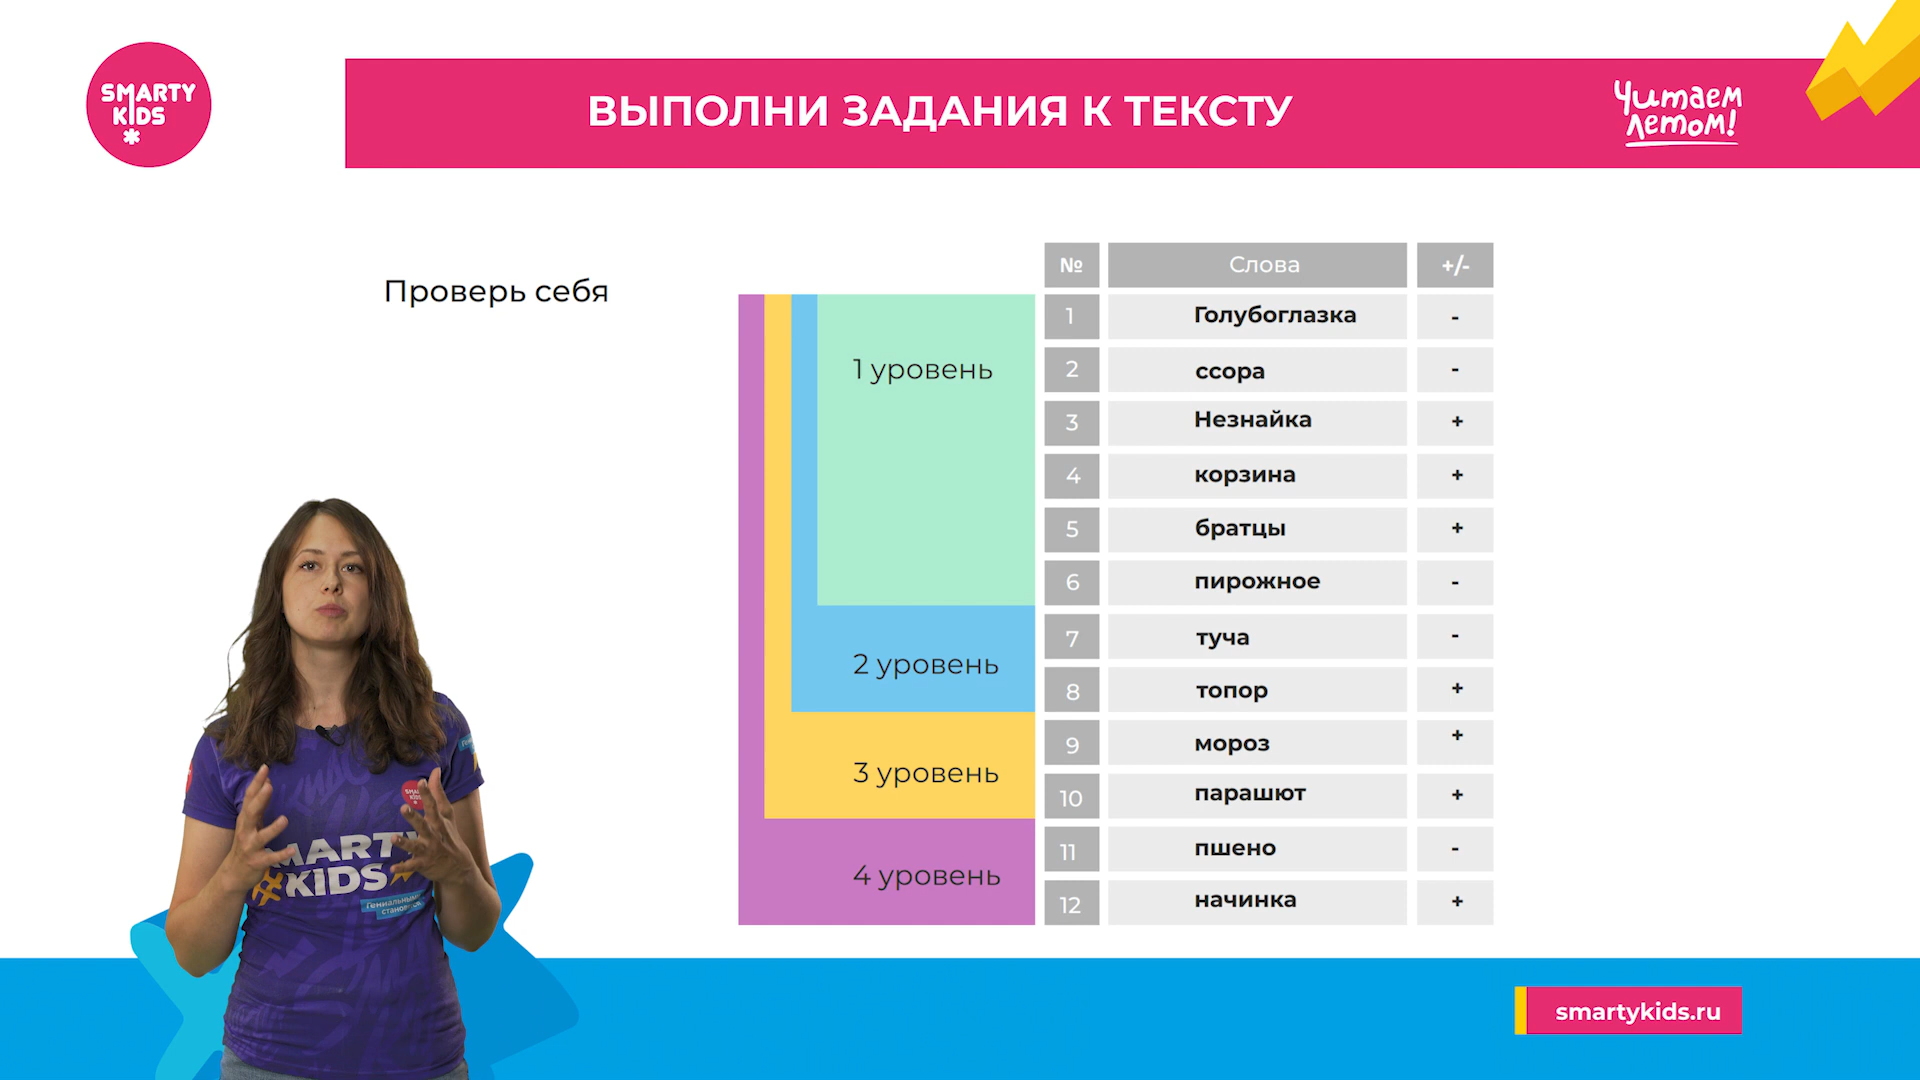 SMARTY
KIDS
ВЫПОЛНИ ЗАДАНИЯ К ТЕКСТУ
Читаем
летом!
Проверь себя
№ Слова +/-
1 уровень
2 уровень
3 уровень
4 уровень
1 Голубоглазка -
2 ссора -
3 Незнайка +
4 корзина +
5 братцы +
6 пирожное -
7 туча -
8 топор +
9 мороз +
10 парашют +
11 пшено -
12 начинка +
KIDS
smartykids.ru